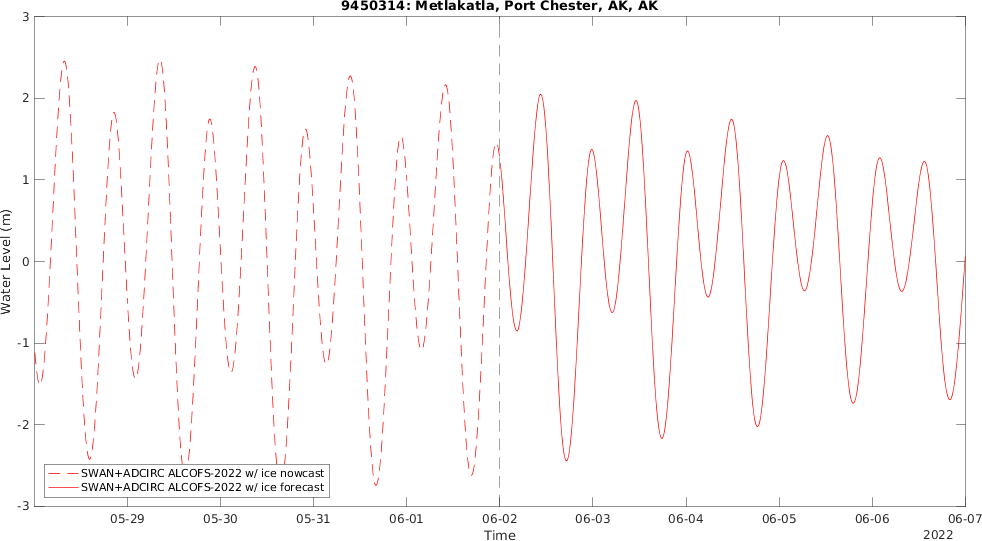 9450314: Metlakatla, Port Chester, AK, AK
3
2
1
0
-1
-2
-3
Water Level (m)
SWAN+ADCIRC ALCOFS-2022 w/ ice nowcast
SWAN+ADCIRC ALCOFS-2022 w/ ice forecast
05-29 05-30 05-31 06-01 06-02 06-03 06-04 06-05 06-06 06-07
Time
2022